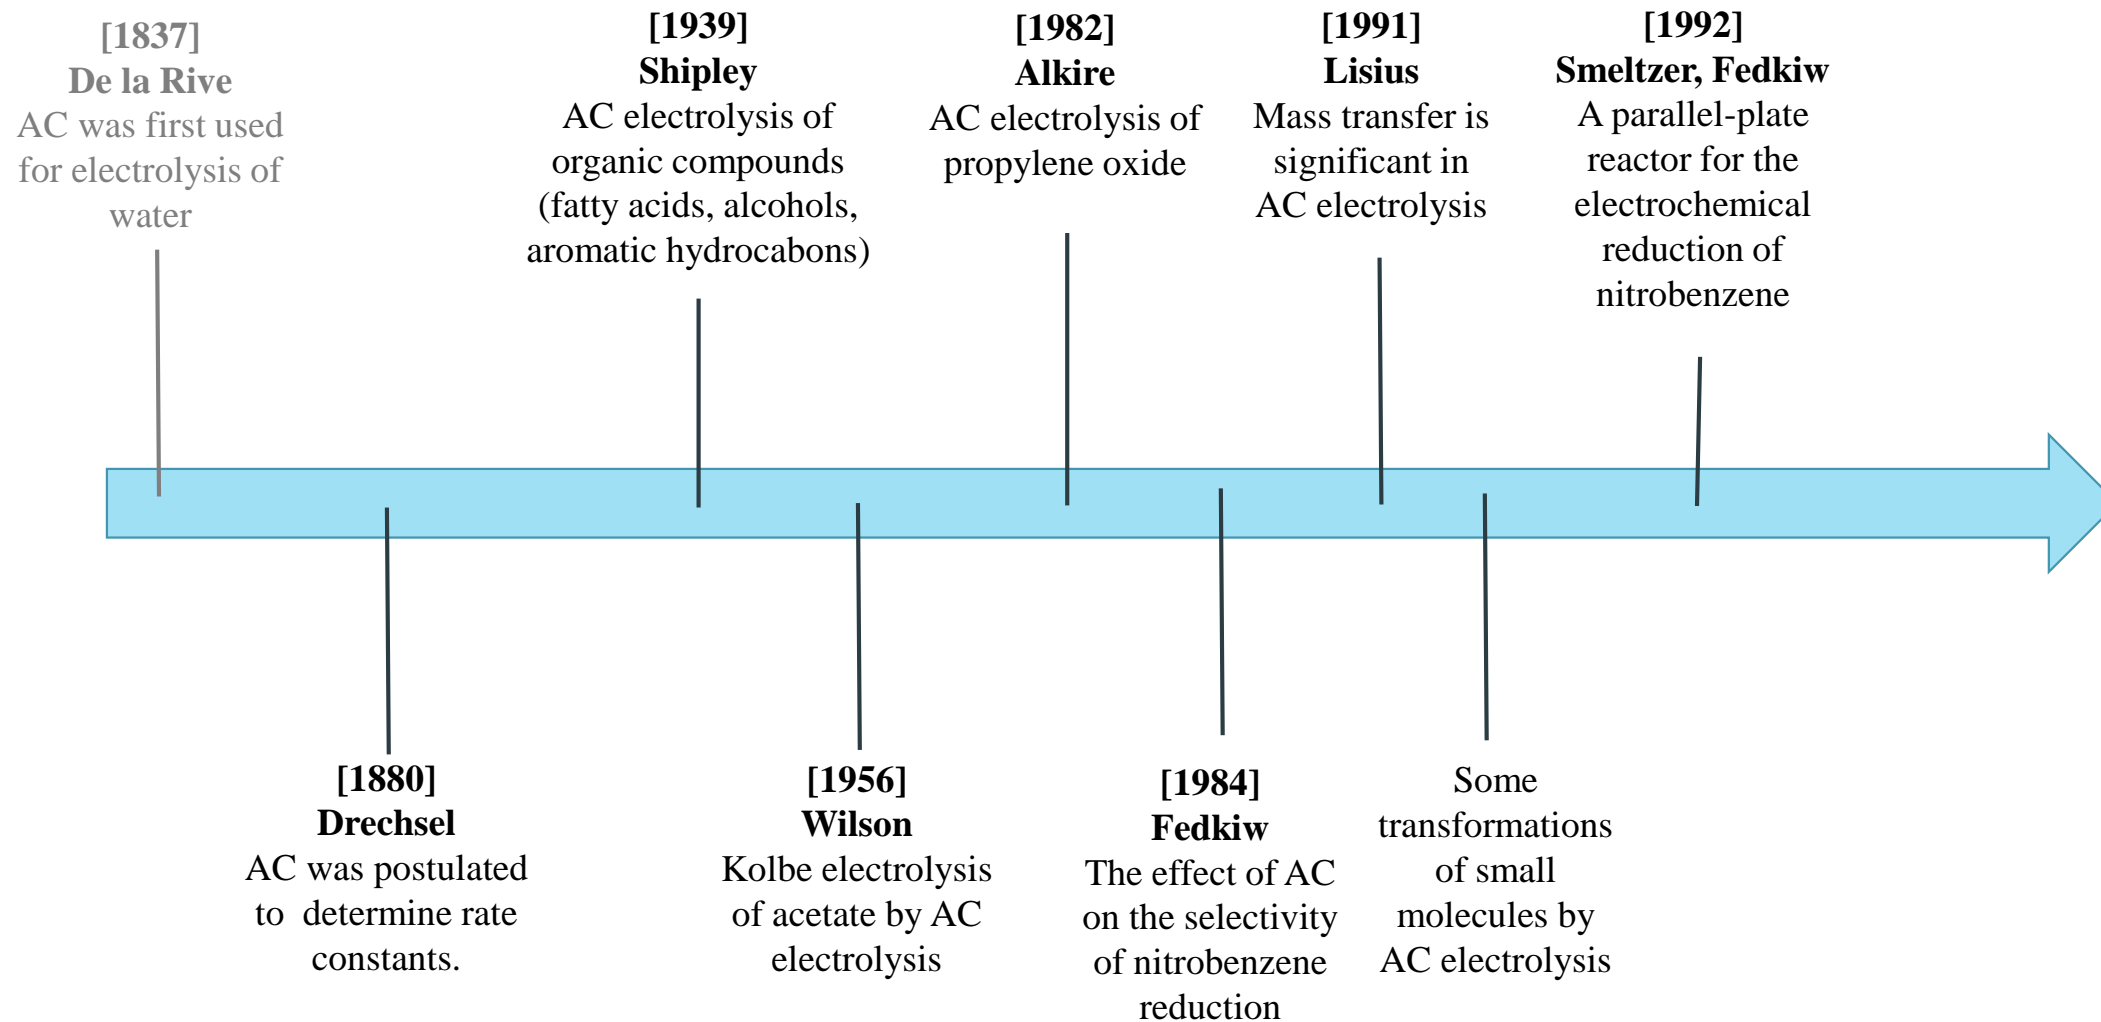 [1837]
De la Rive
AC was first used
for electrolysis of
water
[1939]
Shipley
AC electrolysis of
organic compounds
(fatty acids, alcohols,
aromatic hydrocabons)
[1982]
Alkire
AC electrolysis of
propylene oxide
[1991]
Lisius
Mass transfer is
significant in
AC electrolysis
[1992]
Smeltzer, Fedkiw
A parallel-plate
reactor for the
electrochemical
reduction of
nitrobenzene
[1880]
Drechsel
AC was postulated
to determine rate
constants.
[1956]
Wilson
Kolbe electrolysis
of acetate by AC
electrolysis
[1984]
Fedkiw
The effect of AC
on the selectivity
of nitrobenzene
reduction
Some
transformations
of small
molecules by
AC electrolysis